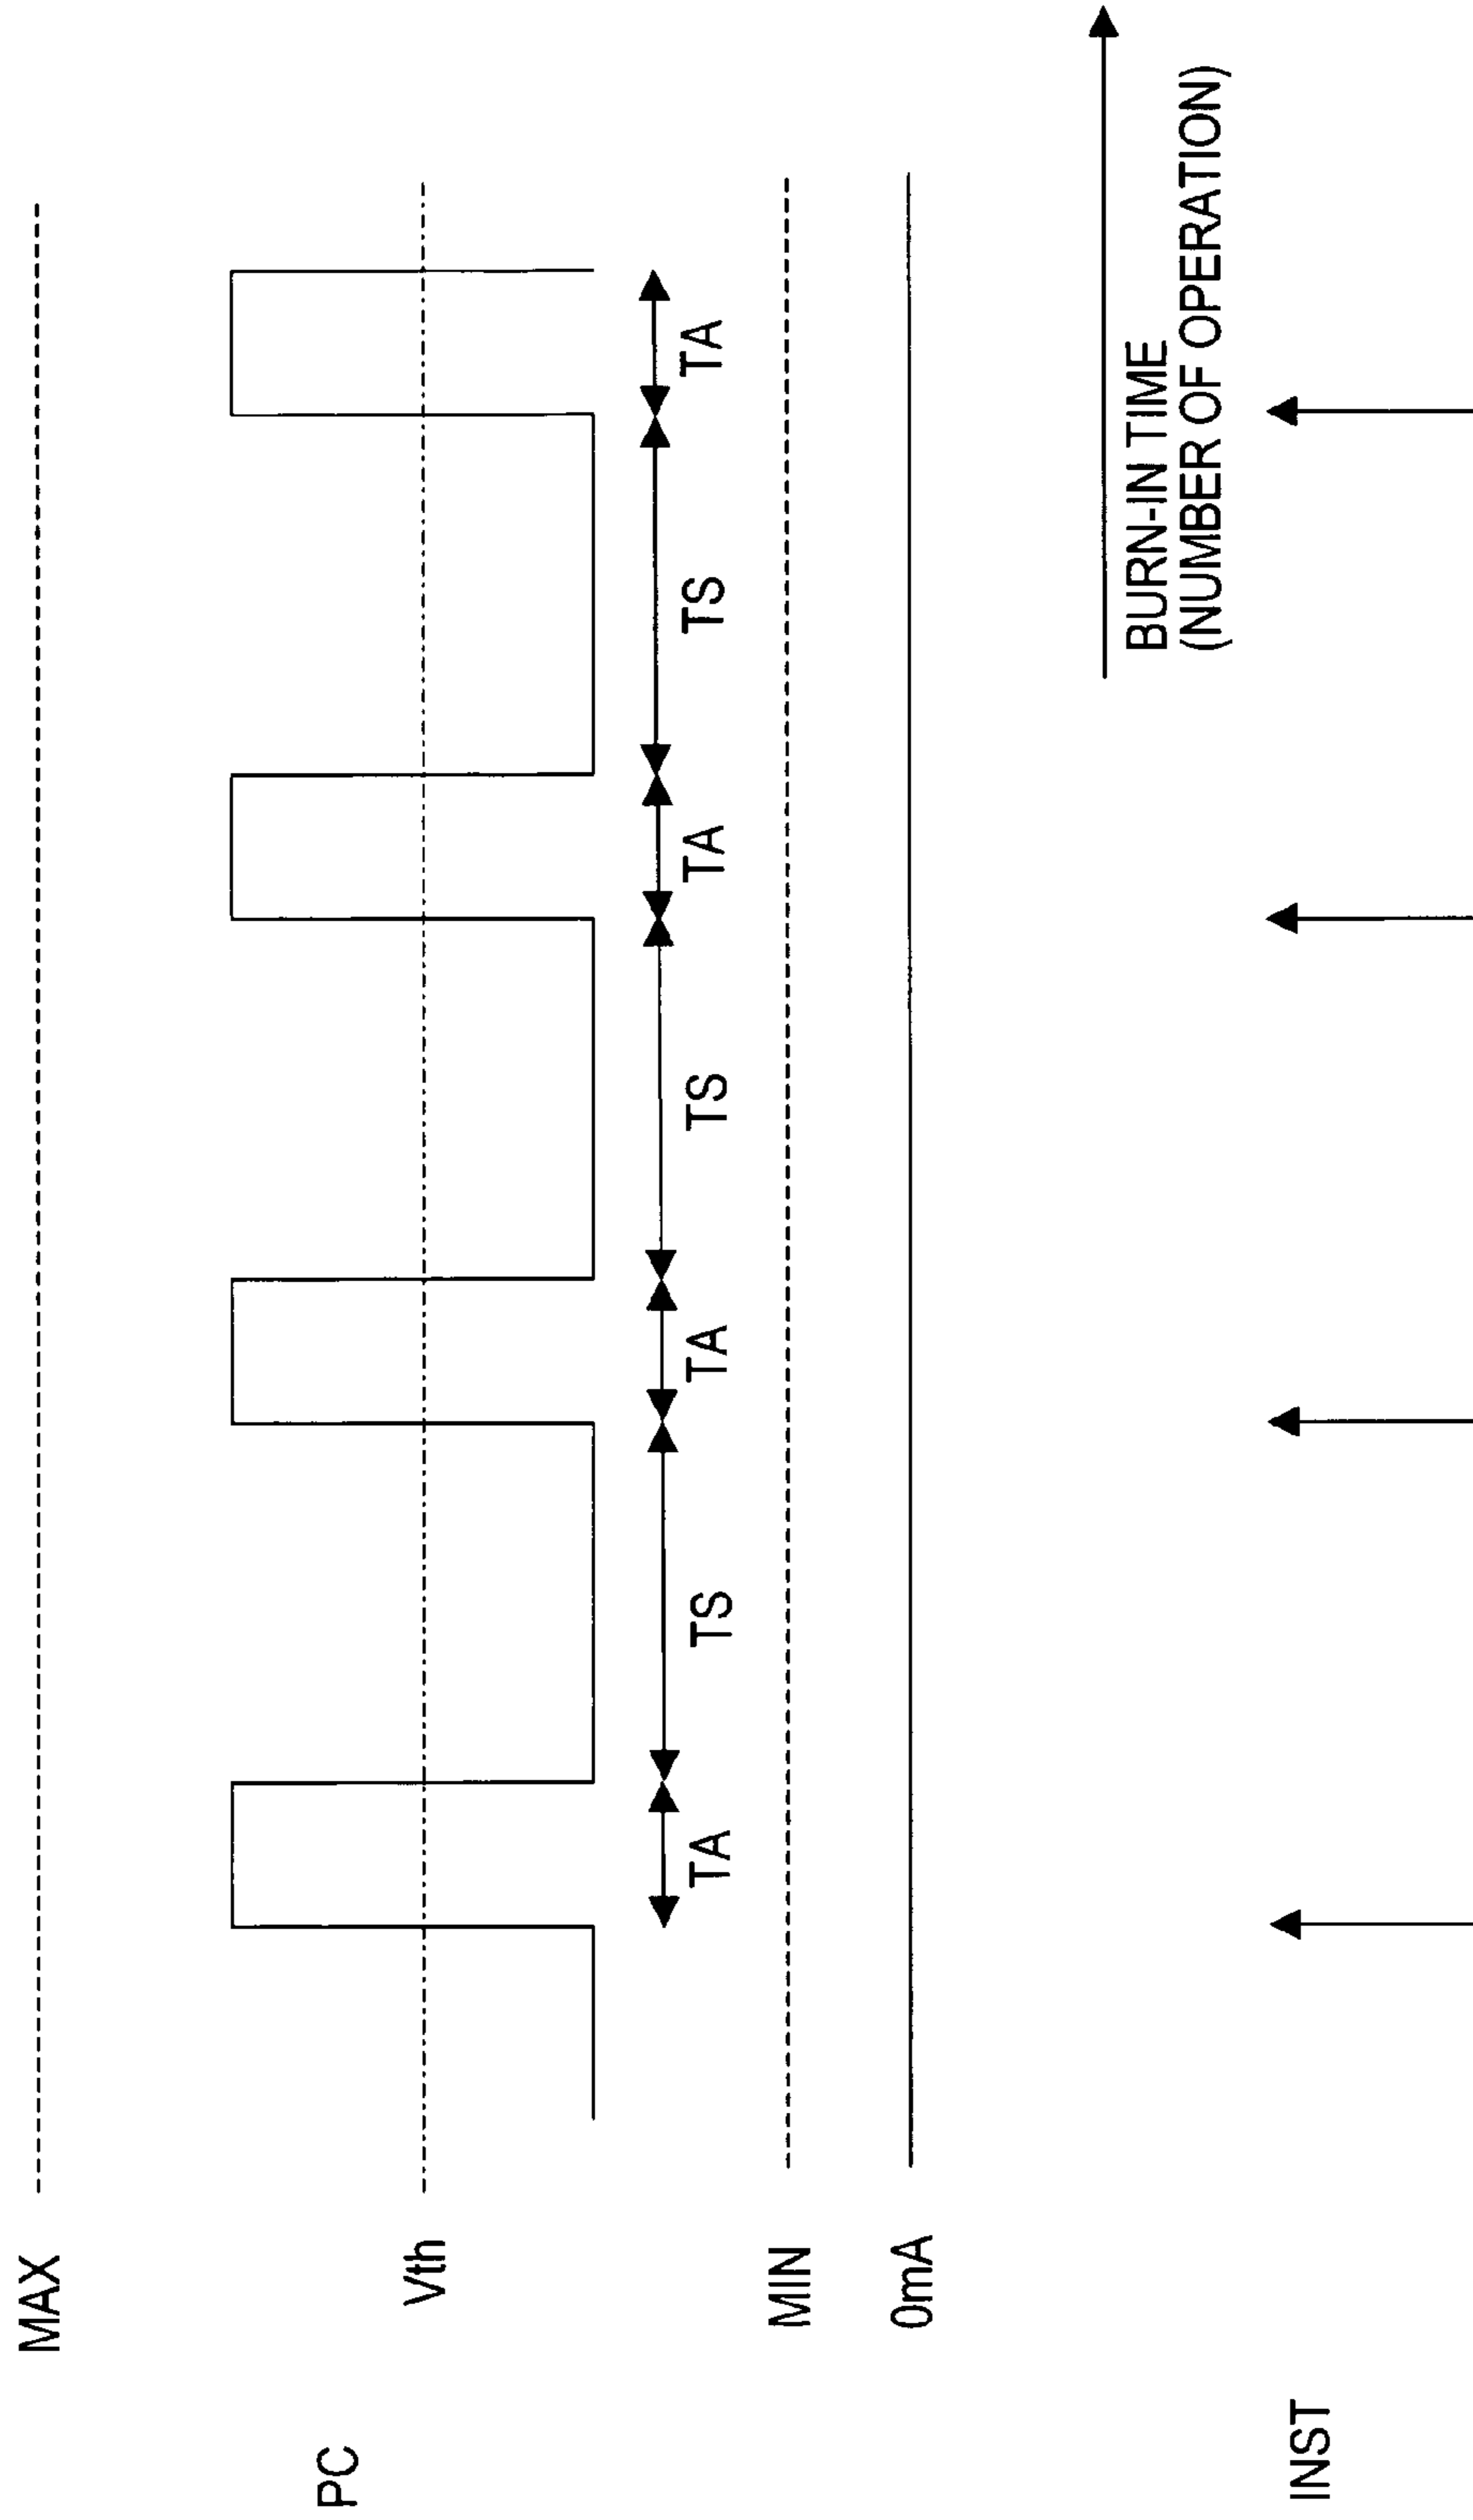 MAX
PC
Vth
TA
TS
TA
TS
TA
TS
TA
MIN
0mA
BURN-IN TIME
(NUMBER OF OPERATION)
INST